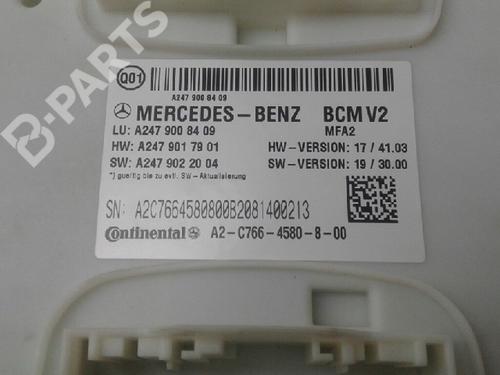 B-PARTS
Q01
A247 900 84 09
MERCEDES-BENZ BCM V2
LU: A247 900 84 09 MFA2
HW: A247 901 79 01 HW-VERSION: 17 / 41.03
SW: A247 902 20 04 SW-VERSION: 19 / 30.00
*) gueltig bis zu evtl. SW - Aktualisierung
SN: A2C7664580800B2081400213
Continental A2-C766-4580-8-00